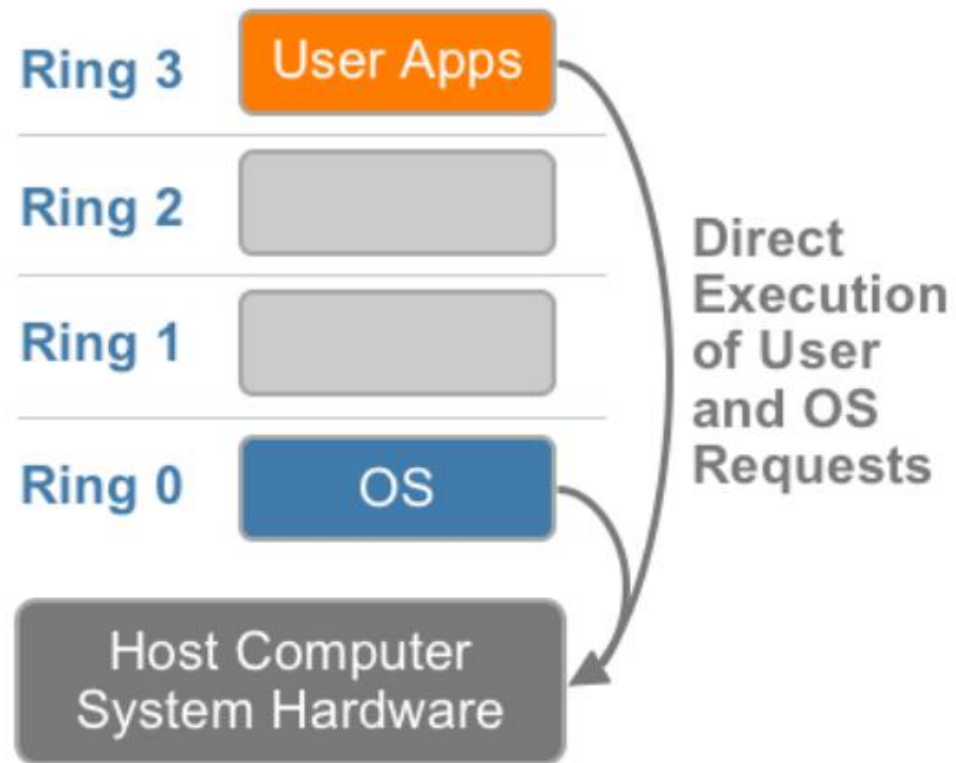 Ring 3
User Apps
Ring 2
Ring 1
Ring 0
OS
Direct
Execution
of User
and OS
Requests
Host Computer
System Hardware